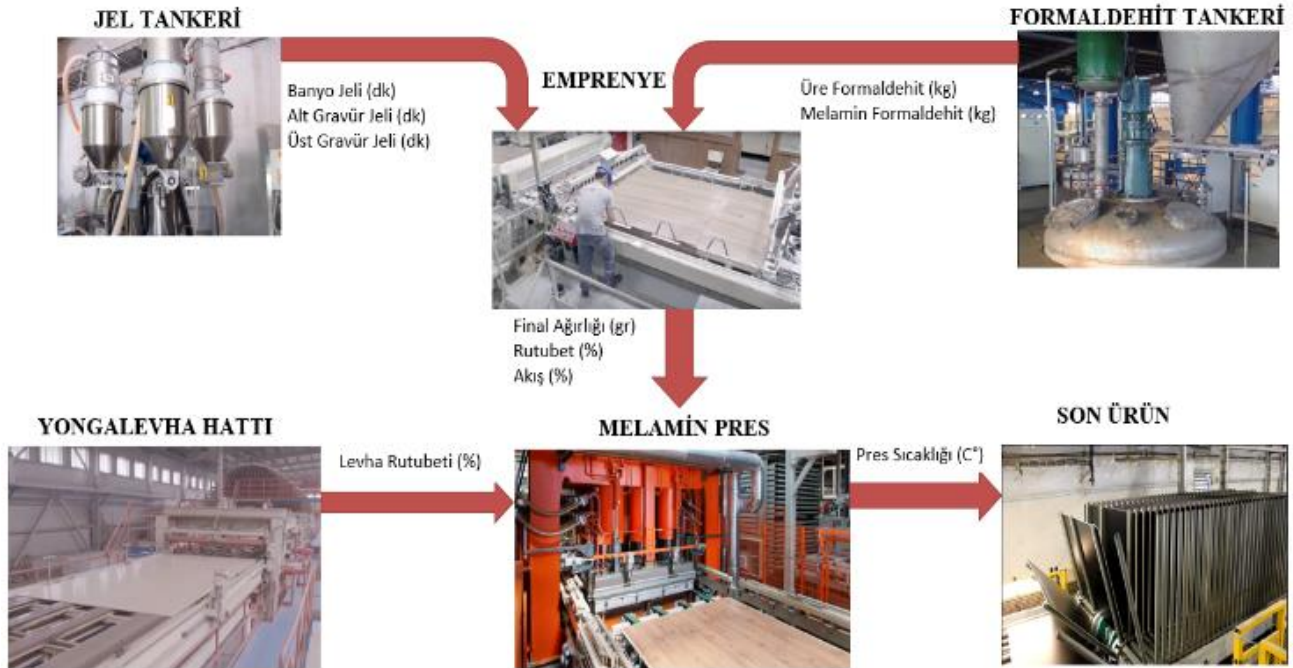 JEL TANKERİ
FORMALDEHİT TANKERİ
EMPRENYE
Banyo Jeli (dk)
Alt Gravür Jeli (dk)
Üst Gravür Jeli (dk)
Üre Formaldehit (kg)
Melamin Formaldehit (kg)
Final Ağırlığı (gr)
Rutubet (%)
Akış (%)
YONGALEVHA HATTI
MELAMİN PRES
SON ÜRÜN
Levha Rutubeti (%)
Pres Sıcaklığı (C°)